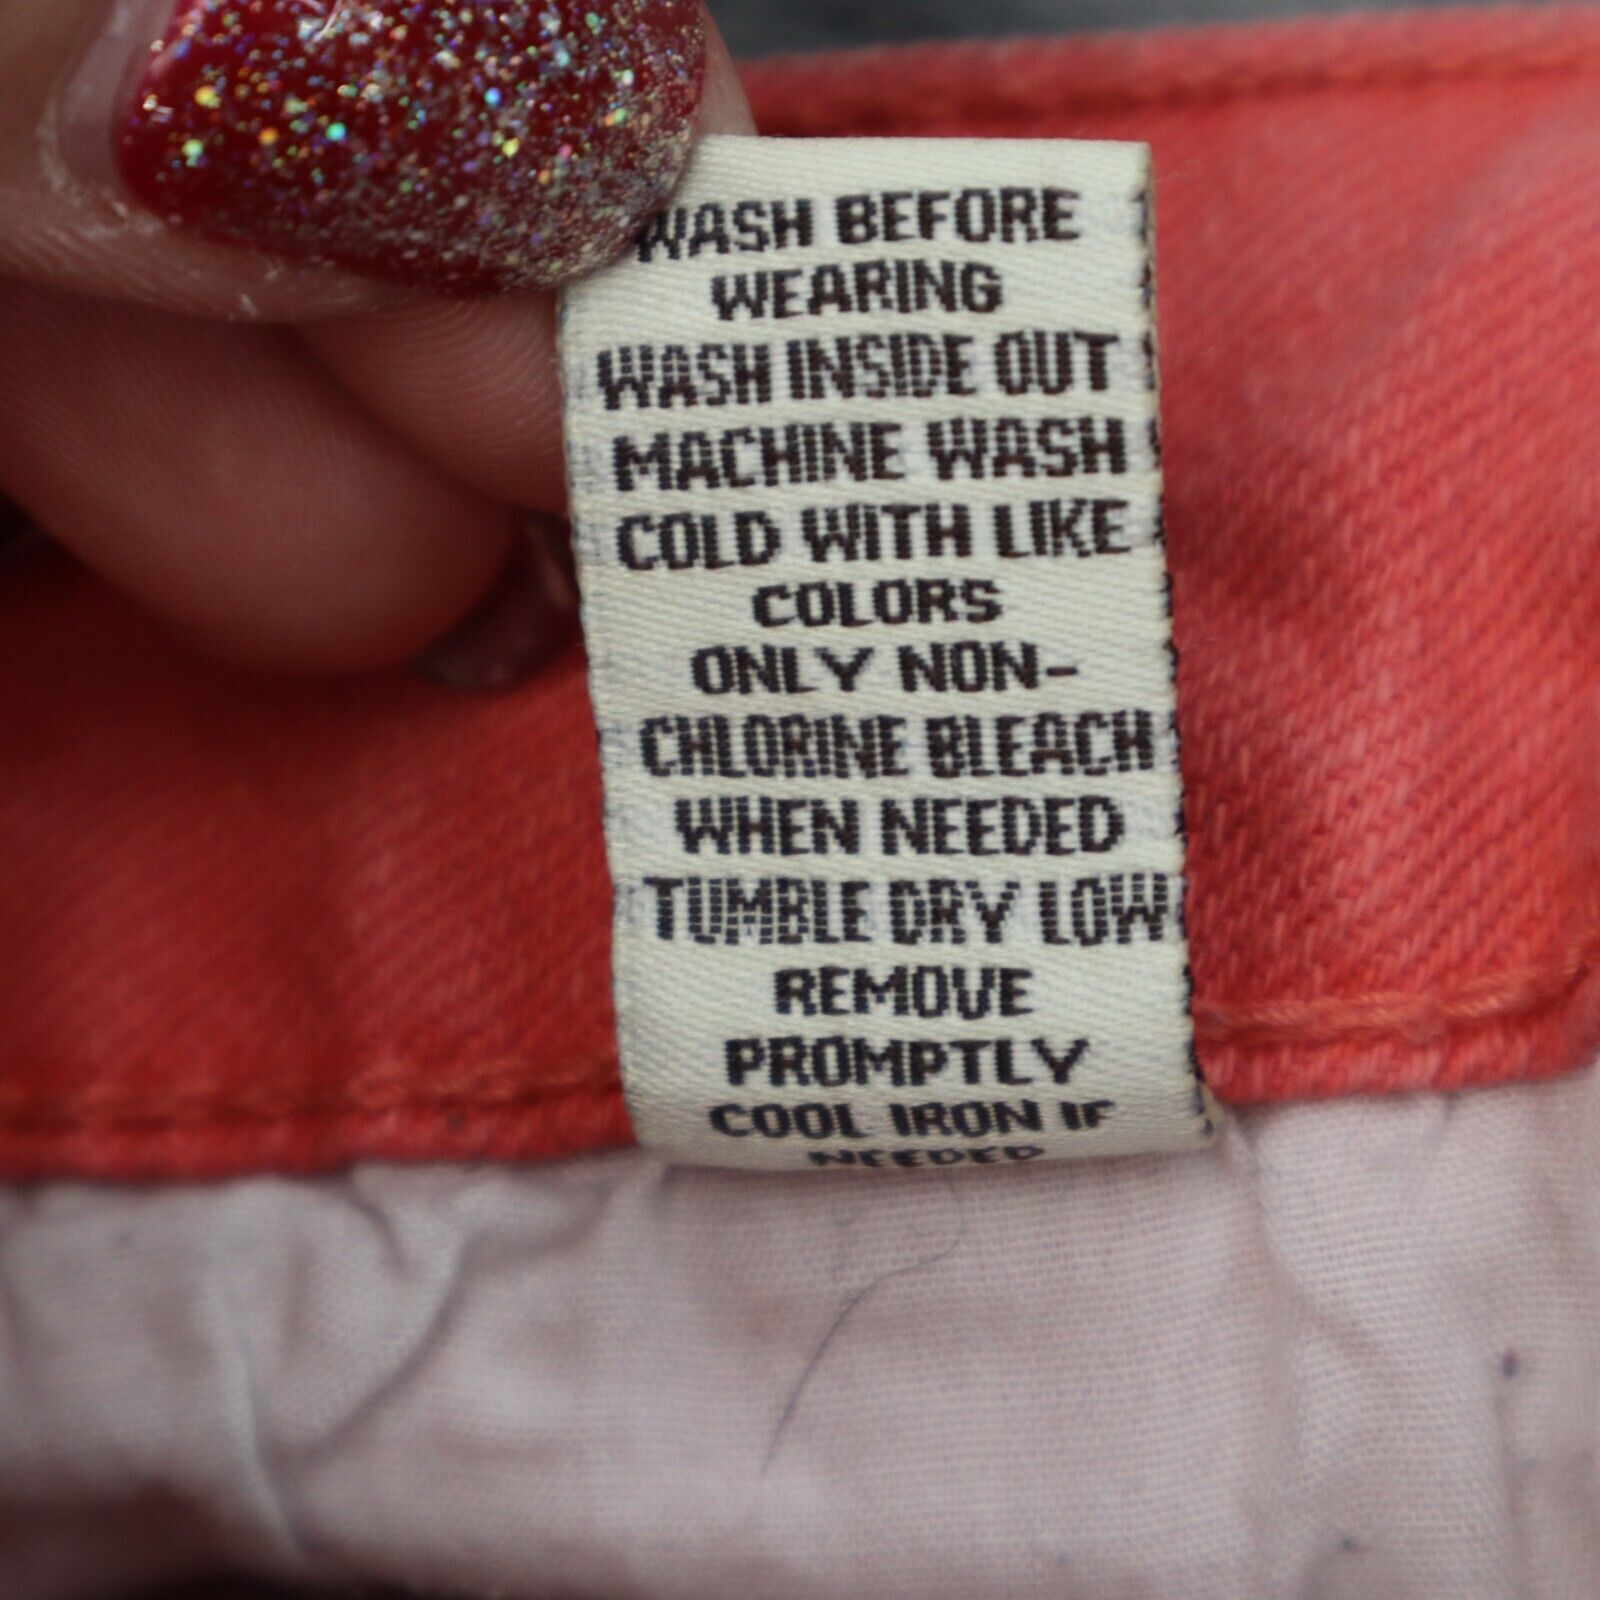 WASH BEFORE
WEARING
WASH INSIDE OUT
MACHINE WASH
COLD WITH LIKE
COLORS
ONLY NON-
CHLORINE BLEACH
WHEN NEEDED
TUMBLE DRY LOW
REMOVE
PROMPTLY
COOL IRON IF
NEEDED